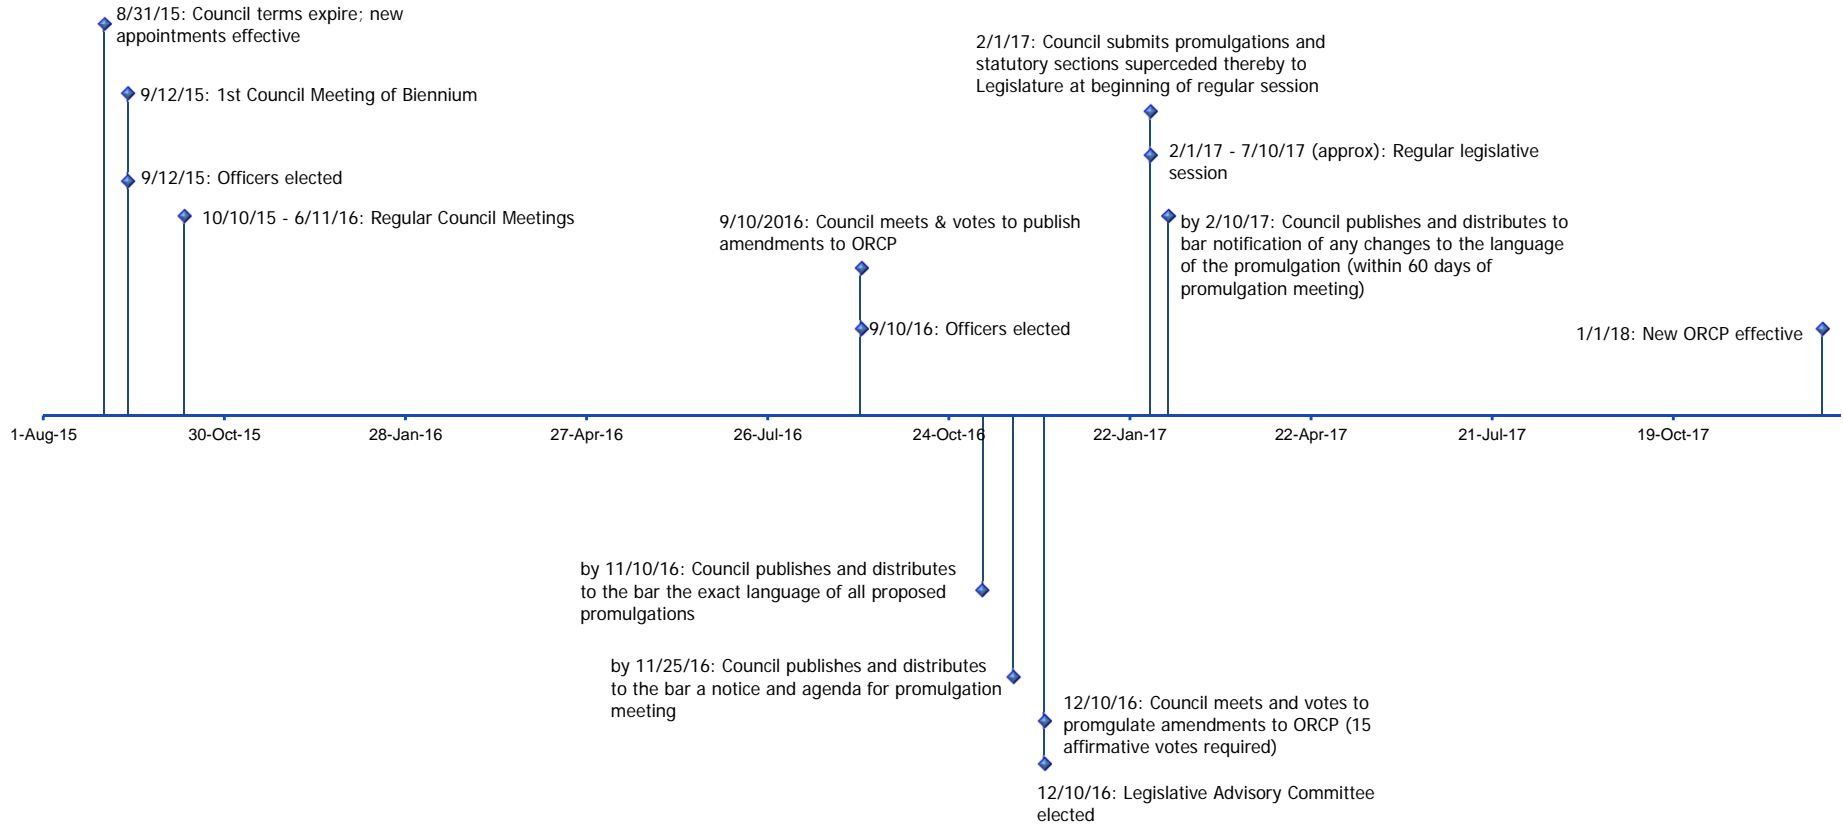 8/31/15: Council terms expire; new
appointments effective
9/12/15: 1st Council Meeting of Biennium
9/12/15: Officers elected
10/10/15 - 6/11/16: Regular Council Meetings
9/10/2016: Council meets & votes to publish
amendments to ORCP
9/10/16: Officers elected
2/1/17: Council submits promulgations and
statutory sections superceded thereby to
Legislature at beginning of regular session
2/1/17 - 7/10/17 (approx): Regular legislative
session
by 2/10/17: Council publishes and distributes to
bar notification of any changes to the language
of the promulgation (within 60 days of
promulgation meeting)
1/1/18: New ORCP effective
1-Aug-15
30-Oct-15
28-Jan-16
27-Apr-16
26-Jul-16
24-Oct-16
22-Jan-17
22-Apr-17
21-Jul-17
19-Oct-17
by 11/10/16: Council publishes and distributes
to the bar the exact language of all proposed
promulgations
by 11/25/16: Council publishes and distributes
to the bar a notice and agenda for promulgation
meeting
12/10/16: Council meets and votes to
promgulate amendments to ORCP (15
affirmative votes required)
12/10/16: Legislative Advisory Committee
elected